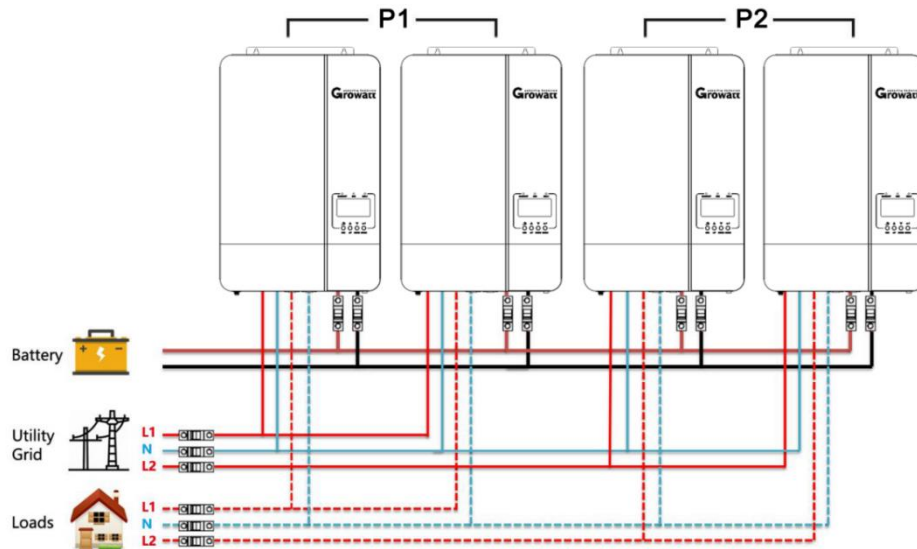 P1
P2
Growatt
Growatt
Growatt
Growatt
Battery
Utility
Grid
L1
N
L2
Loads
L1
N
L2